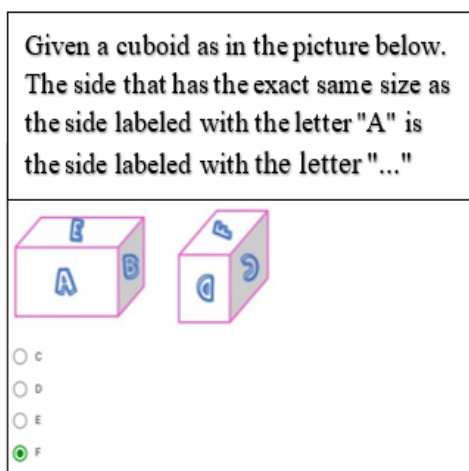 Given a cuboid as in the picture below.
The side that has the exact same size as
the side labeled with the letter "A" is
the side labeled with the letter "..."
E
A
B
F
D
C
C
D
E
F